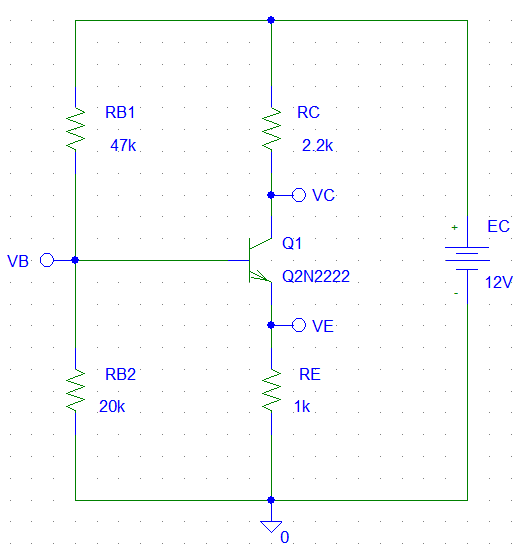 RB1
47k
RC
2.2k
VC
Q1
Q2N2222
VB
+
EC
12V
-
VE
RB2
20k
RE
1k
0